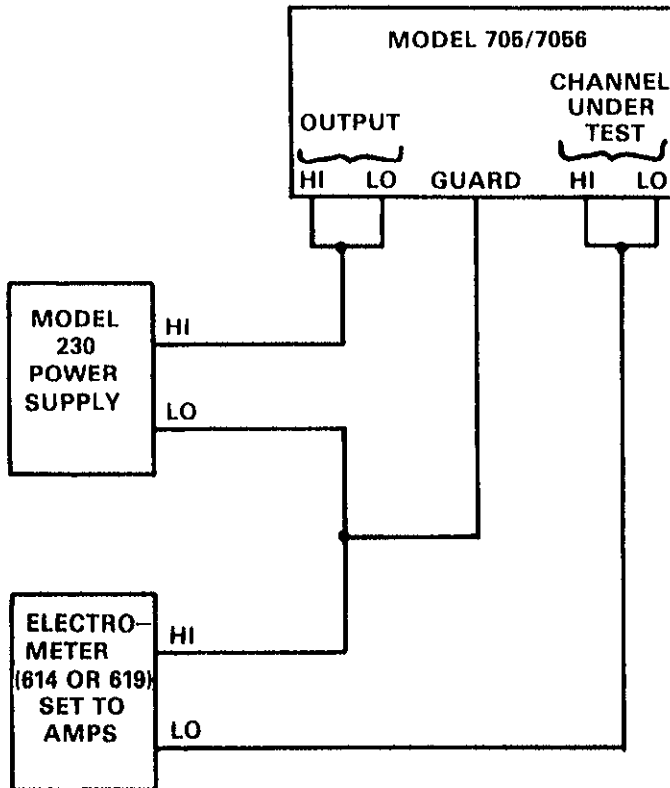 MODEL 705/7056
CHANNEL
UNDER
TEST
OUTPUT
HI LO GUARD HI LO
MODEL
230
POWER
SUPPLY
HI
LO
ELECTRO—
METER
(614 OR 619)
SET TO
AMPS
HI
LO